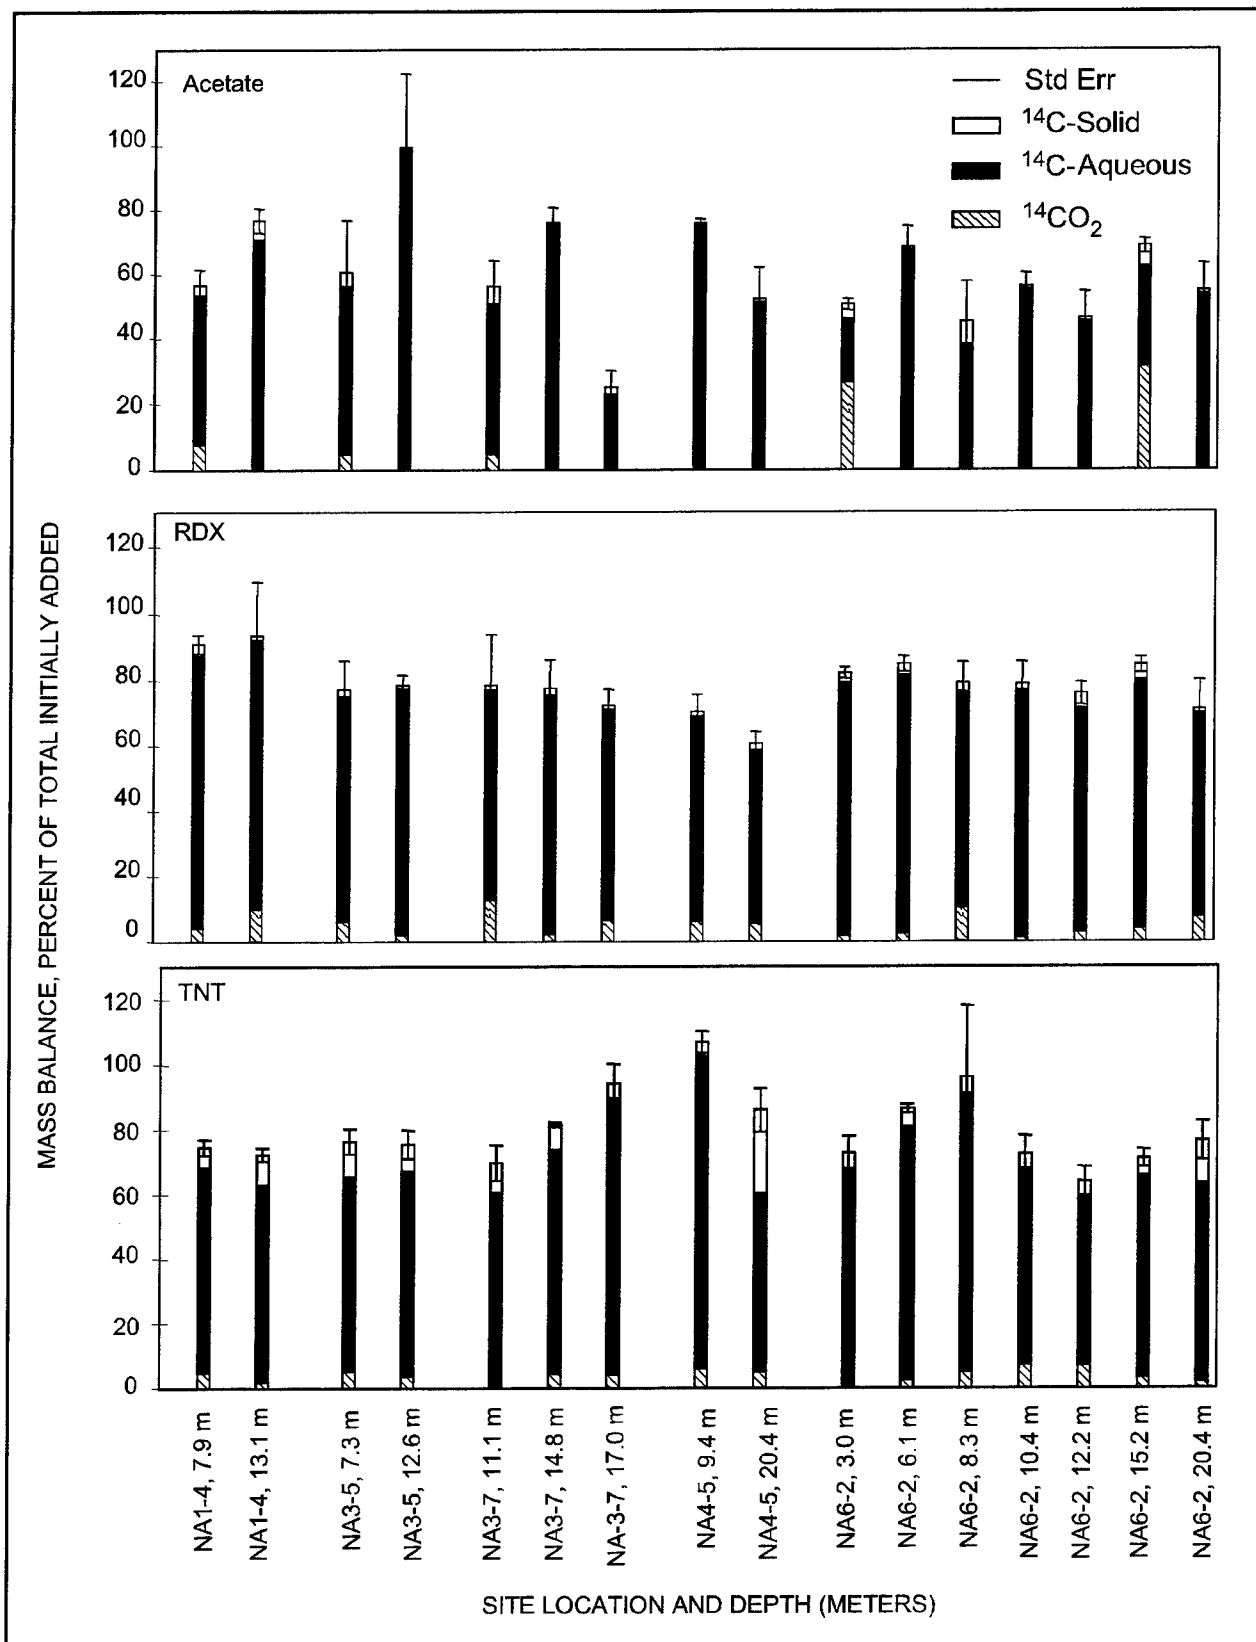 Acetate
Std Err
14C-Solid
14C-Aqueous
14CO2
120
100
80
60
40
20
0
RDX
120
100
80
60
40
20
0
TNT
120
100
80
60
40
20
0
MASS BALANCE, PERCENT OF TOTAL INITIALLY ADDED
NA1-4, 7.9 m
NA1-4, 13.1 m
NA3-5, 7.3 m
NA3-5, 12.6 m
NA3-7, 11.1 m
NA3-7, 14.8 m
NA-3-7, 17.0 m
NA4-5, 9.4 m
NA4-5, 20.4 m
NA6-2, 3.0 m
NA6-2, 6.1 m
NA6-2, 8.3 m
NA6-2, 10.4 m
NA6-2, 12.2 m
NA6-2, 15.2 m
NA6-2, 20.4 m
SITE LOCATION AND DEPTH (METERS)